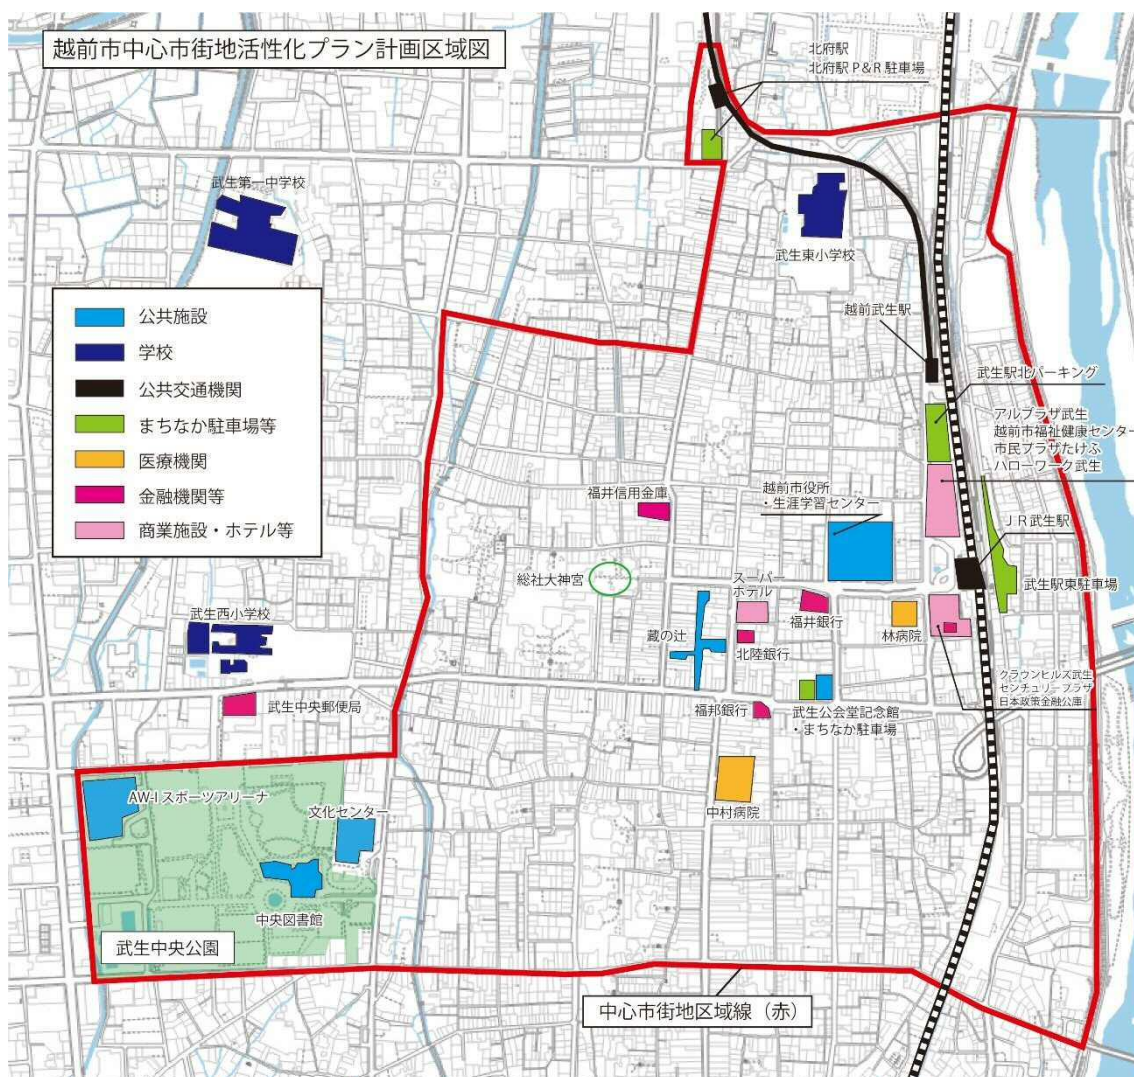 越前市中心市街地活性化プラン計画区域図
北府駅
北府駅 P&R 駐車場
武生第一中学校
武生東小学校
公共施設
学校
公共交通機関
まちなか駐車場等
医療機関
金融機関等
商業施設・ホテル等
越前武生駅
武生駅北パーキング
アルプラザ武生
越前市福祉健康センター
市民プラザたけふ
ハローワーク武生
福井信用金庫
越前市役所
・生涯学習センター
JR武生駅
総社大神宮
スーパー
ホテル
武生駅東駐車場
武生西小学校
蔵の辻
福井銀行
林病院
北陸銀行
クラウンヒルズ武生
センチュリープラザ
日本政策金融公庫
武生中央郵便局
福邦銀行
武生公会堂記念館
・まちなか駐車場
AW-Iスポーツアリーナ
文化センター
中村病院
中央図書館
武生中央公園
中心市街地区域線（赤）